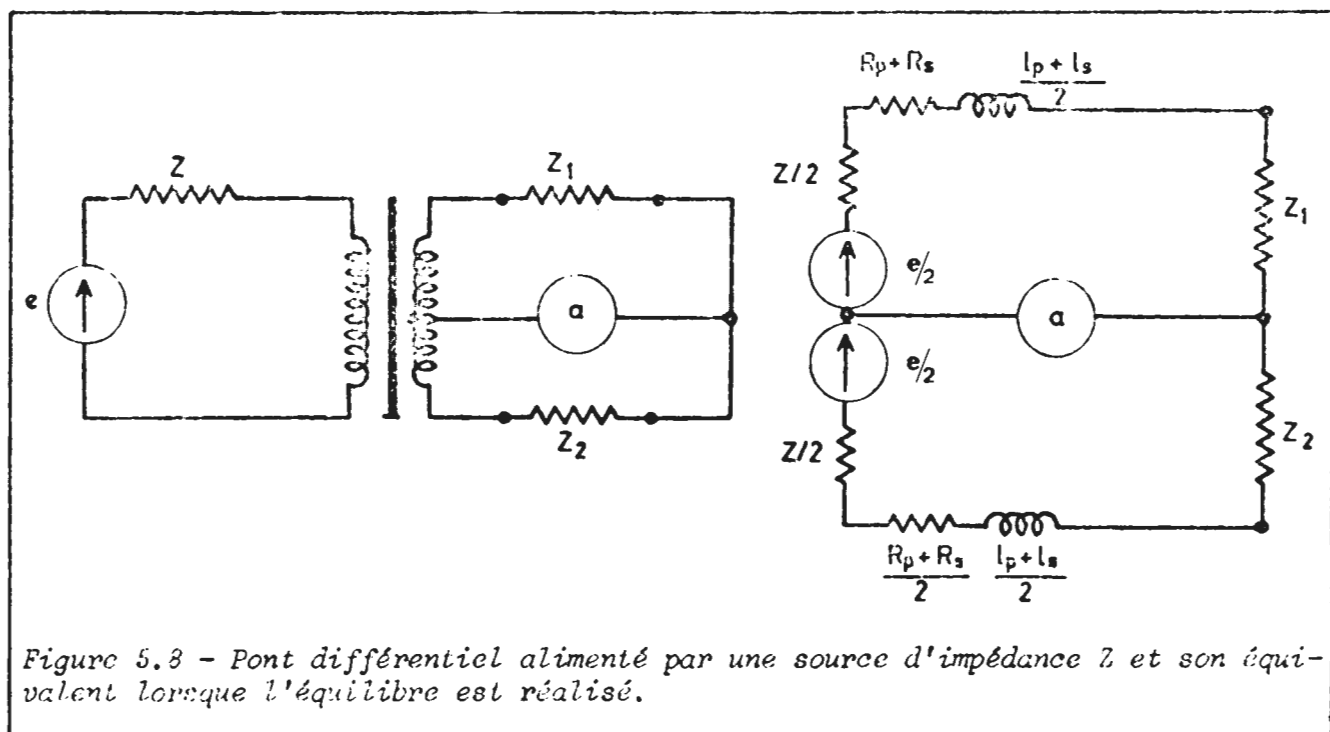 Z
e
Z1
a
Z2
Rp + Rs
lp + ls
2
Z/2
e/2
Z1
a
e/2
Z/2
Z2
Rp + Rs
2
lp + ls
2
Figure 5.8 - Pont différentiel alimenté par une source d'impédance Z et son équi-
valent lorsque l'équilibre est réalisé.